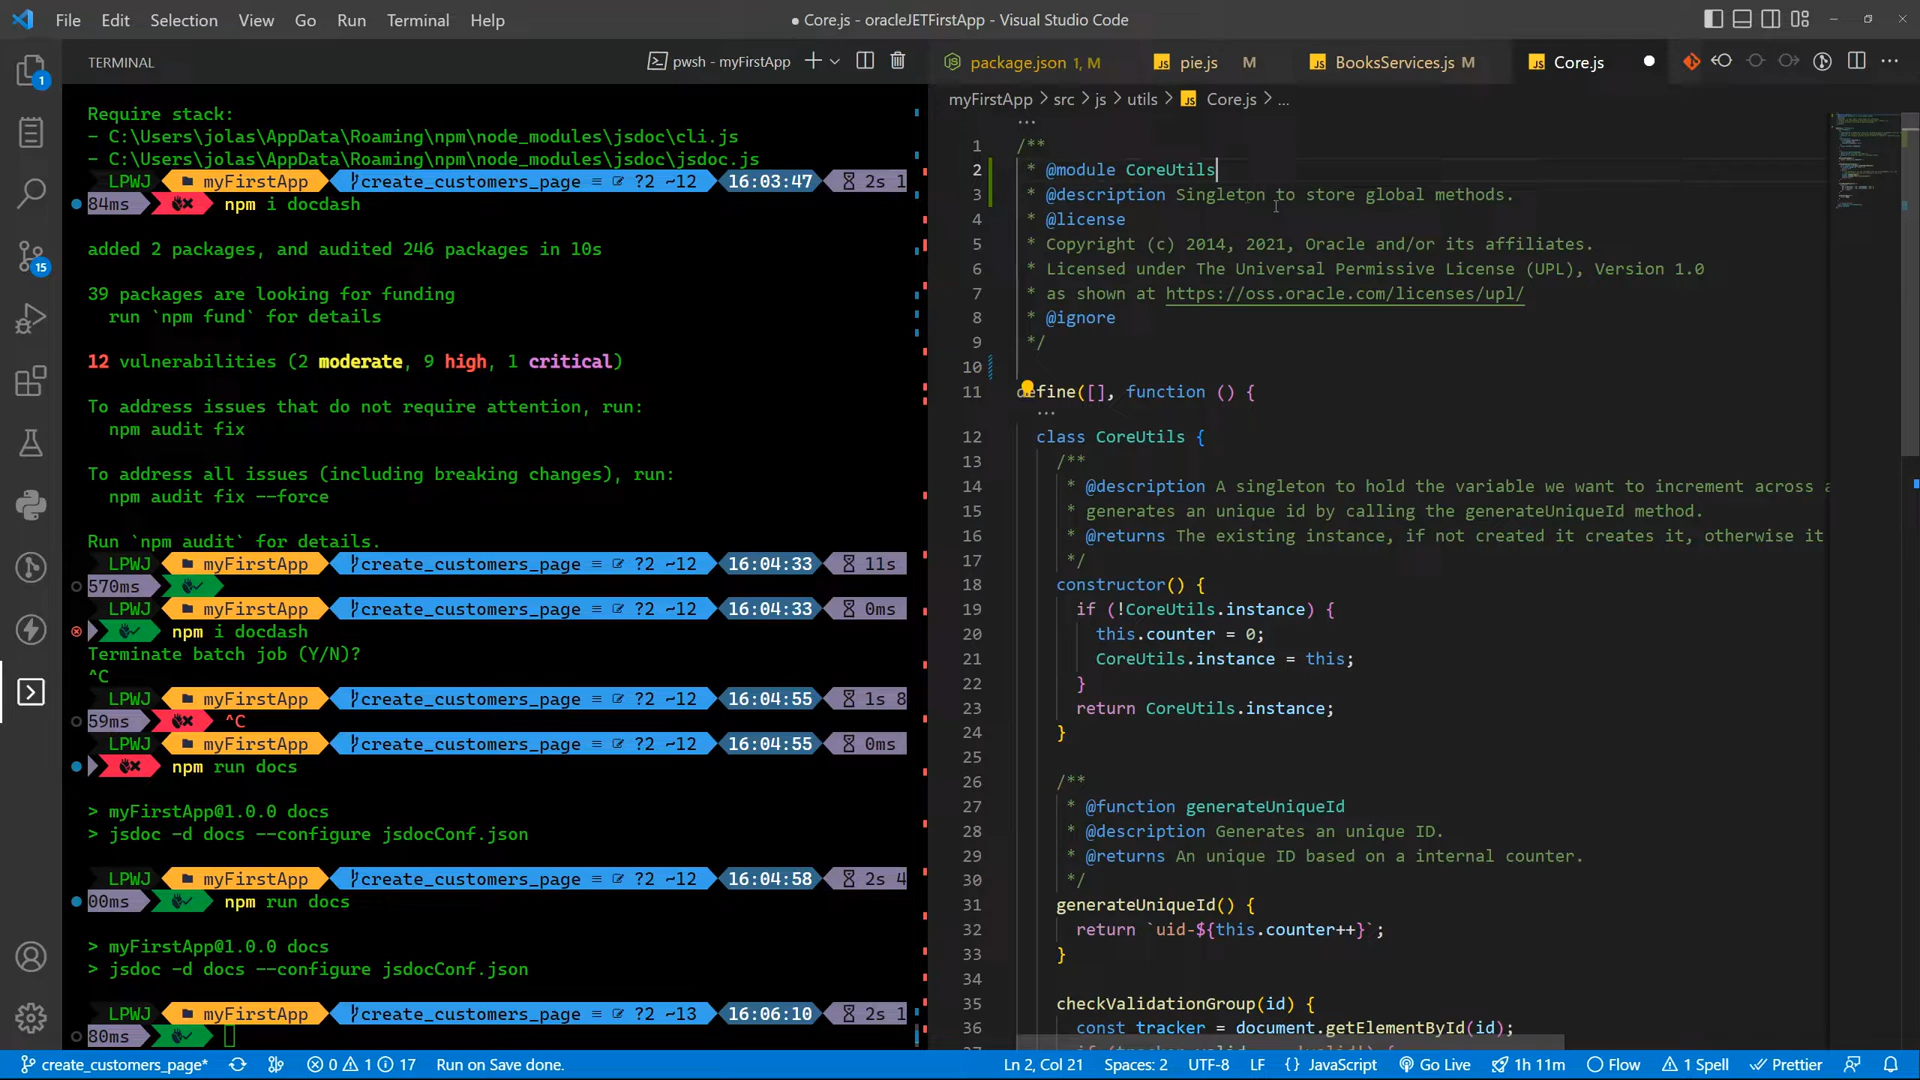 File Edit Selection View Go Run Terminal Help
● Core.js - oracleJETFirstApp - Visual Studio Code
TERMINAL
pwsh - myFirstApp
Require stack:
- C:\Users\jolas\AppData\Roaming\npm\node_modules\jsdoc\cli.js
- C:\Users\jolas\AppData\Roaming\npm\node_modules\jsdoc\jsdoc.js
LPWJ myFirstApp create_customers_page ≡ ?2 ~12 16:03:47 2s 1
84ms npm i docdash
added 2 packages, and audited 246 packages in 10s
39 packages are looking for funding
run `npm fund` for details
12 vulnerabilities (2 moderate, 9 high, 1 critical)
To address issues that do not require attention, run:
npm audit fix
To address all issues (including breaking changes), run:
npm audit fix --force
Run `npm audit` for details.
LPWJ myFirstApp create_customers_page ≡ ?2 ~12 16:04:33 11s
570ms
LPWJ myFirstApp create_customers_page ≡ ?2 ~12 16:04:33 0ms
npm i docdash
Terminate batch job (Y/N)?
^C
LPWJ myFirstApp create_customers_page ≡ ?2 ~12 16:04:55 1s 8
59ms ^C
LPWJ myFirstApp create_customers_page ≡ ?2 ~12 16:04:55 0ms
npm run docs
> myFirstApp@1.0.0 docs
> jsdoc -d docs --configure jsdocConf.json
LPWJ myFirstApp create_customers_page ≡ ?2 ~12 16:04:58 2s 4
00ms npm run docs
> myFirstApp@1.0.0 docs
> jsdoc -d docs --configure jsdocConf.json
LPWJ myFirstApp create_customers_page ≡ ?2 ~13 16:06:10 2s 1
80ms
package.json 1, M pie.js M BooksServices.js M Core.js ●
myFirstApp > src > js > utils > Core.js > ...
1 /**
2 * @module CoreUtils
3 * @description Singleton to store global methods.
4 * @license
5 * Copyright (c) 2014, 2021, Oracle and/or its affiliates.
6 * Licensed under The Universal Permissive License (UPL), Version 1.0
7 * as shown at https://oss.oracle.com/licenses/upl/
8 * @ignore
9 */
10
11 define([], function () {
12 class CoreUtils {
13 /**
14 * @description A singleton to hold the variable we want to increment across a
15 * generates an unique id by calling the generateUniqueId method.
16 * @returns The existing instance, if not created it creates it, otherwise it
17 */
18 constructor() {
19 if (!CoreUtils.instance) {
20 this.counter = 0;
21 CoreUtils.instance = this;
22 }
23 return CoreUtils.instance;
24 }
25
26 /**
27 * @function generateUniqueId
28 * @description Generates an unique ID.
29 * @returns An unique ID based on a internal counter.
30 */
31 generateUniqueId() {
32 return `uid-${this.counter++}`;
33 }
34
35 checkValidationGroup(id) {
36 const tracker = document.getElementById(id);
1
15
create_customers_page* 0 1 17 Run on Save done. Ln 2, Col 21 Spaces: 2 UTF-8 LF {} JavaScript Go Live 1h 11m Flow 1 Spell Prettier